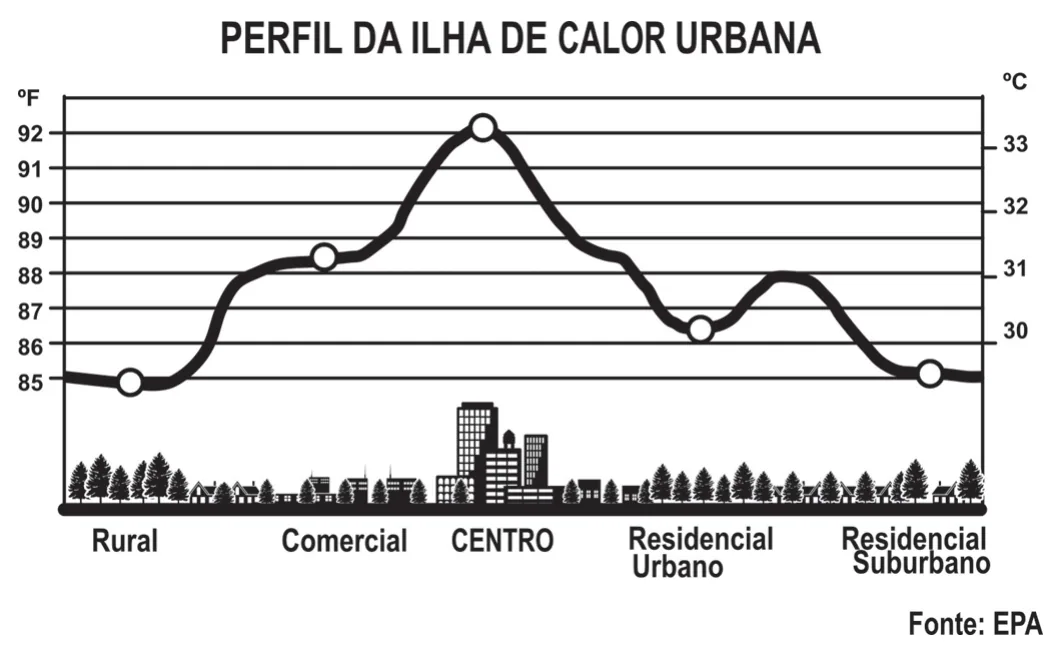 PERFIL DA ILHA DE CALOR URBANA
ºF
ºC
92
91
90
89
88
87
86
85
33
32
31
30
Rural
Comercial
CENTRO
Residencial
Urbano
Residencial
Suburbano
Fonte: EPA